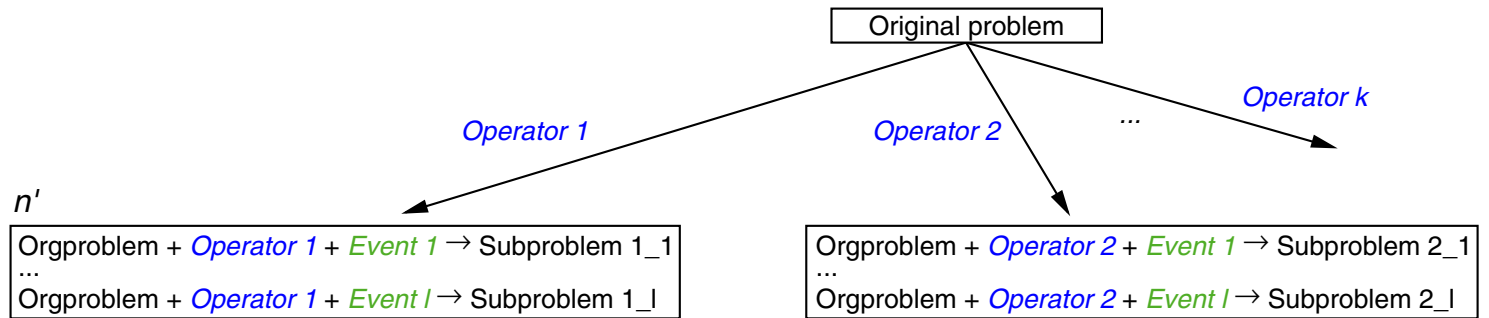 Original problem
Operator 1
Operator 2
...
Operator k
n'
Orgproblem + Operator 1 + Event 1 → Subproblem 1_1
...
Orgproblem + Operator 1 + Event l → Subproblem 1_l
Orgproblem + Operator 2 + Event 1 → Subproblem 2_1
...
Orgproblem + Operator 2 + Event l → Subproblem 2_l